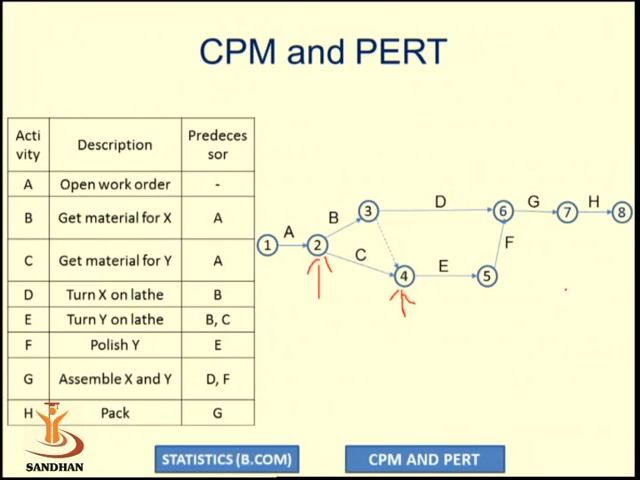 CPM and PERT
Acti
vity
Description
Predeces
sor
A
Open work order
-
B
Get material for X
A
C
Get material for Y
A
D
Turn X on lathe
B
E
Turn Y on lathe
B, C
F
Polish Y
E
G
Assemble X and Y
D, F
H
Pack
G
1
A
2
B
3
C
4
D
E
5
F
6
G
7
H
8
SANDHAN
STATISTICS (B.COM)
CPM AND PERT